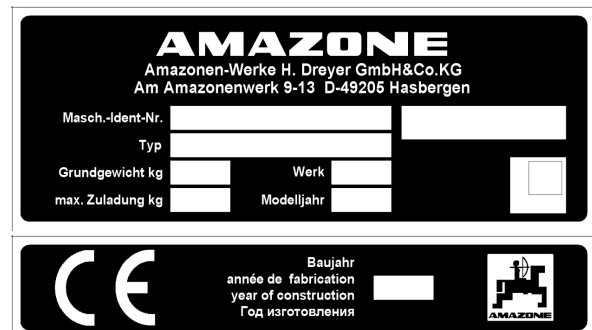 AMAZONE
Amazonen-Werke H. Dreyer GmbH&Co.KG
Am Amazonenwerk 9-13 D-49205 Hasbergen
Masch.-Ident-Nr.
Typ
Grundgewicht kg Werk
max. Zuladung kg Modelljahr
CE
Baujahr
année de fabrication
year of construction
Год изготовления
AMAZONE